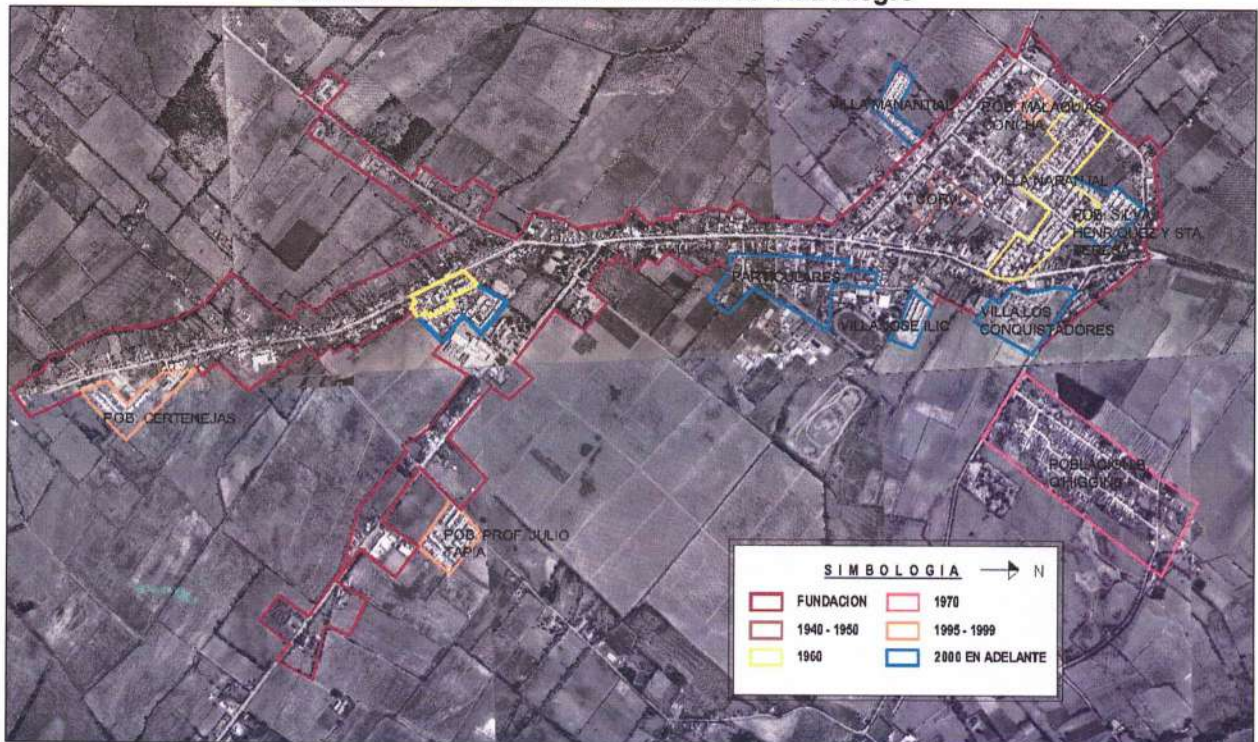 VILLA MANANTIAL
POB. MALAQUIAS
CONCHA
VILLA NARANJAL
CORVI
POB. SILVA
HENRIQUEZ Y STA.
TERESA
PARTICULARES
VILLA JOSE ILIC
VILLA LOS
CONQUISTADORES
POB. CERTENEJAS
POBLACION B.
O'HIGGINS
POB. PROF. JULIO
TAPIA
SIMBOLOGIA N
FUNDACION
1970
1940 - 1950
1995 - 1999
1960
2000 EN ADELANTE